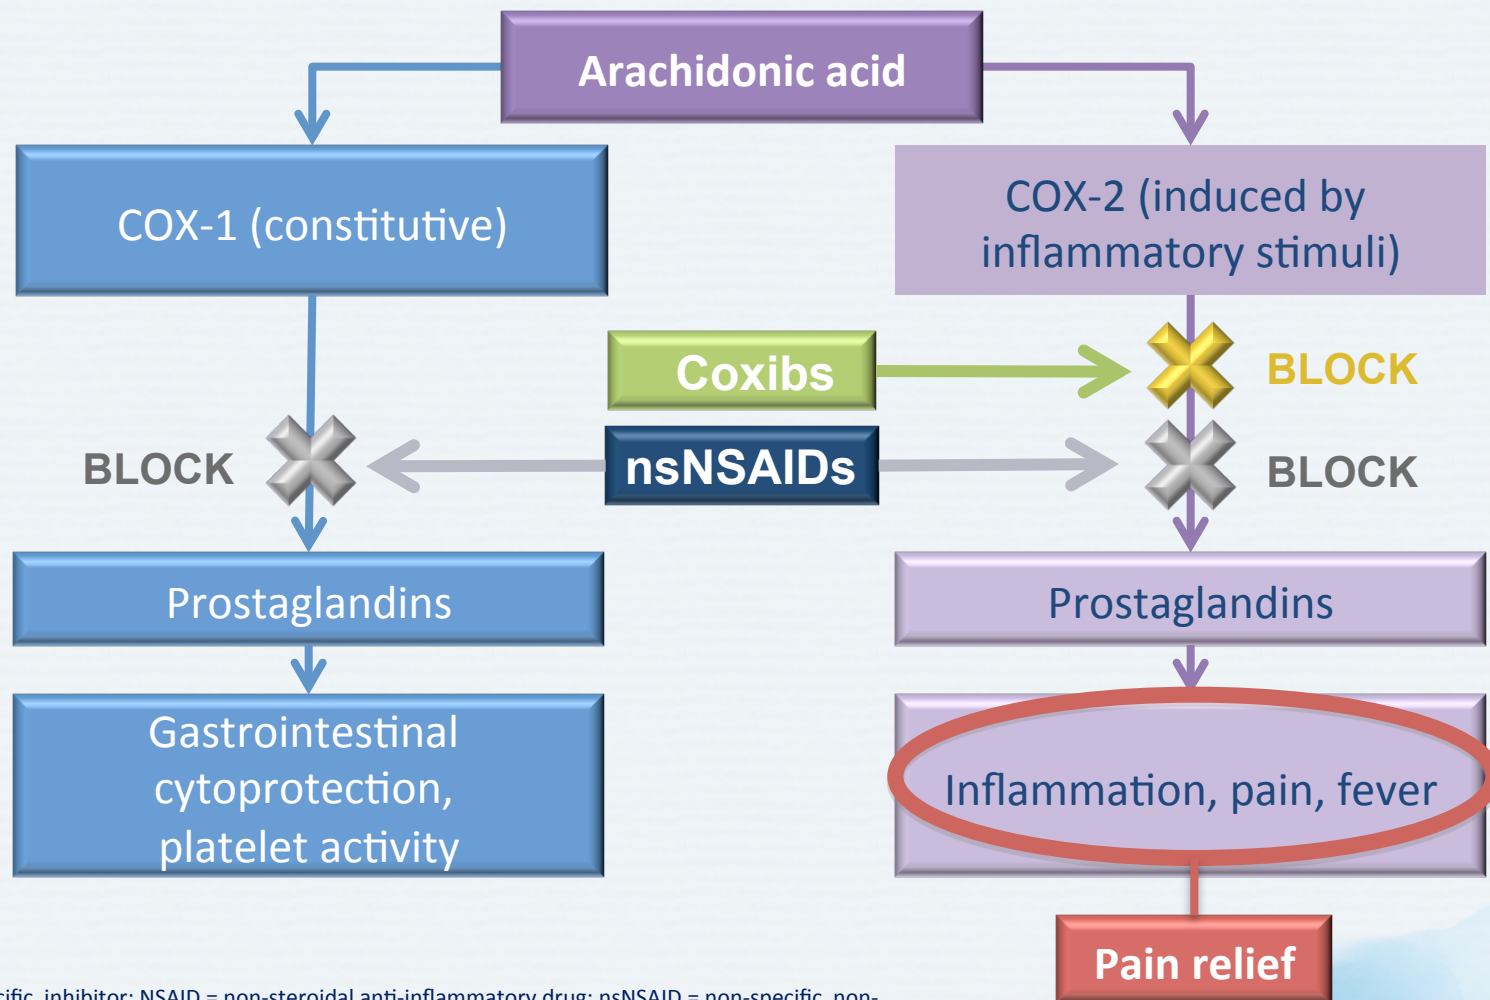 Arachidonic acid
COX-1 (constitutive)
COX-2 (induced by
inflammatory stimuli)
Coxibs
BLOCK
BLOCK
nsNSAIDs
BLOCK
Prostaglandins
Prostaglandins
Gastrointestinal
cytoprotection,
platelet activity
Inflammation, pain, fever
Pain relief
inhibitor; NSAID = non-steroidal anti-inflammatory drug; nsNSAID = non-specific non-